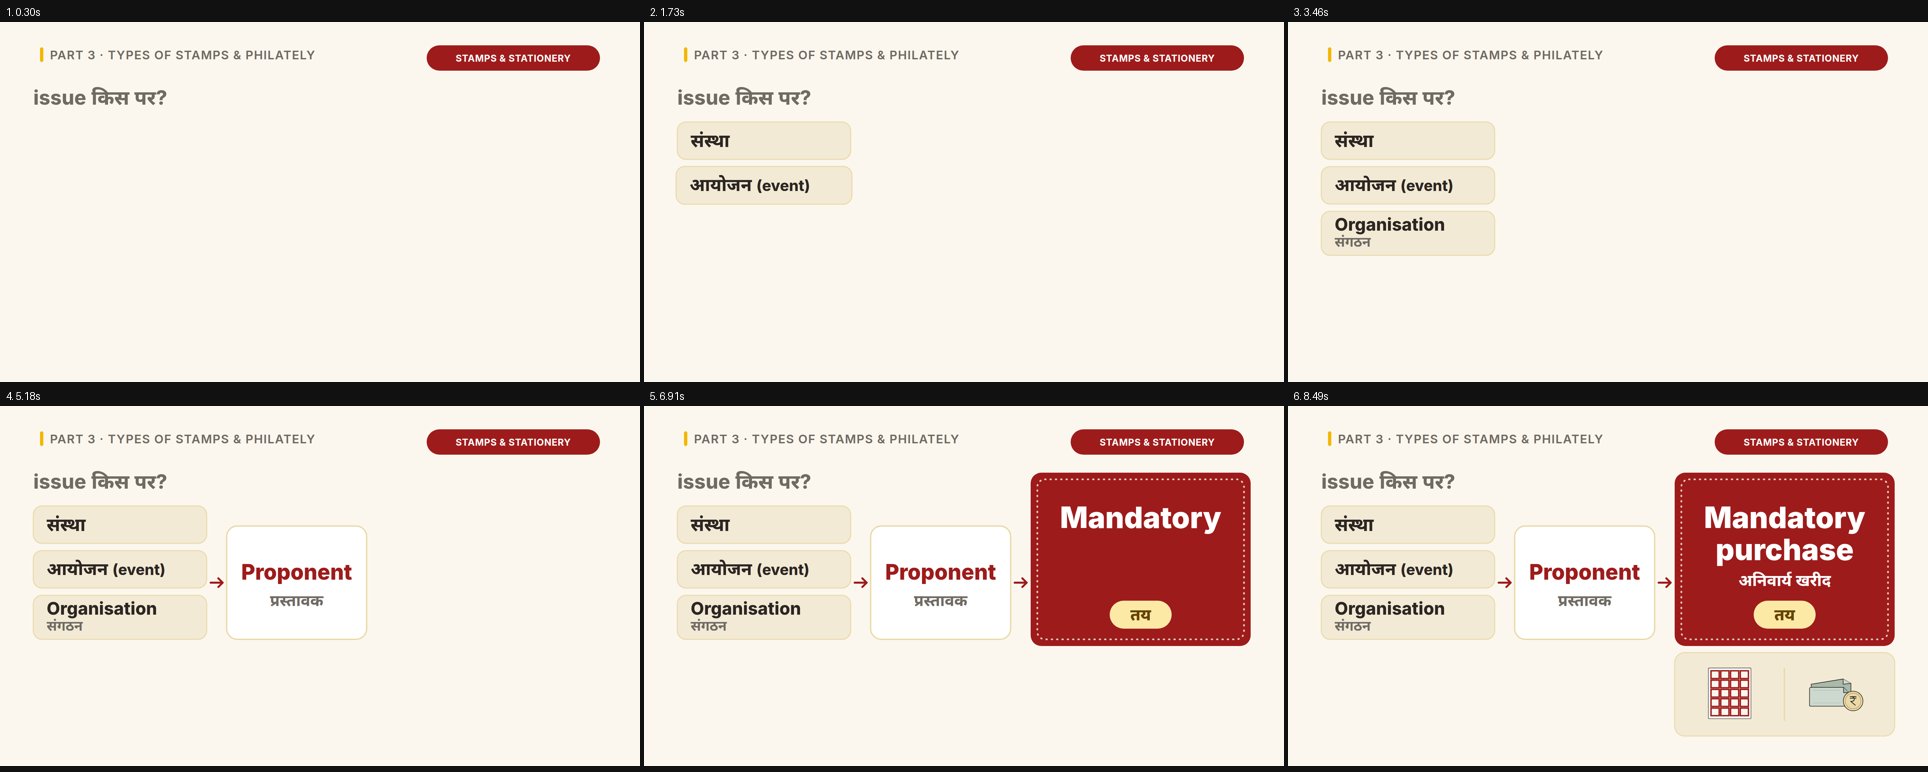 1. 0.30s
PART 3 · TYPES OF STAMPS & PHILATELY
STAMPS & STATIONERY
issue किस पर?
2. 1.73s
PART 3 · TYPES OF STAMPS & PHILATELY
STAMPS & STATIONERY
issue किस पर?
संस्था
आयोजन (event)
3. 3.46s
PART 3 · TYPES OF STAMPS & PHILATELY
STAMPS & STATIONERY
issue किस पर?
संस्था
आयोजन (event)
Organisation
संगठन
4. 5.18s
PART 3 · TYPES OF STAMPS & PHILATELY
STAMPS & STATIONERY
issue किस पर?
संस्था
आयोजन (event)
Organisation
संगठन
→
Proponent
प्रस्तावक
5. 6.91s
PART 3 · TYPES OF STAMPS & PHILATELY
STAMPS & STATIONERY
issue किस पर?
संस्था
आयोजन (event)
Organisation
संगठन
→
Proponent
प्रस्तावक
→
Mandatory
तय
6. 8.49s
PART 3 · TYPES OF STAMPS & PHILATELY
STAMPS & STATIONERY
issue किस पर?
संस्था
आयोजन (event)
Organisation
संगठन
→
Proponent
प्रस्तावक
→
Mandatory
purchase
अनिवार्य खरीद
तय
₹